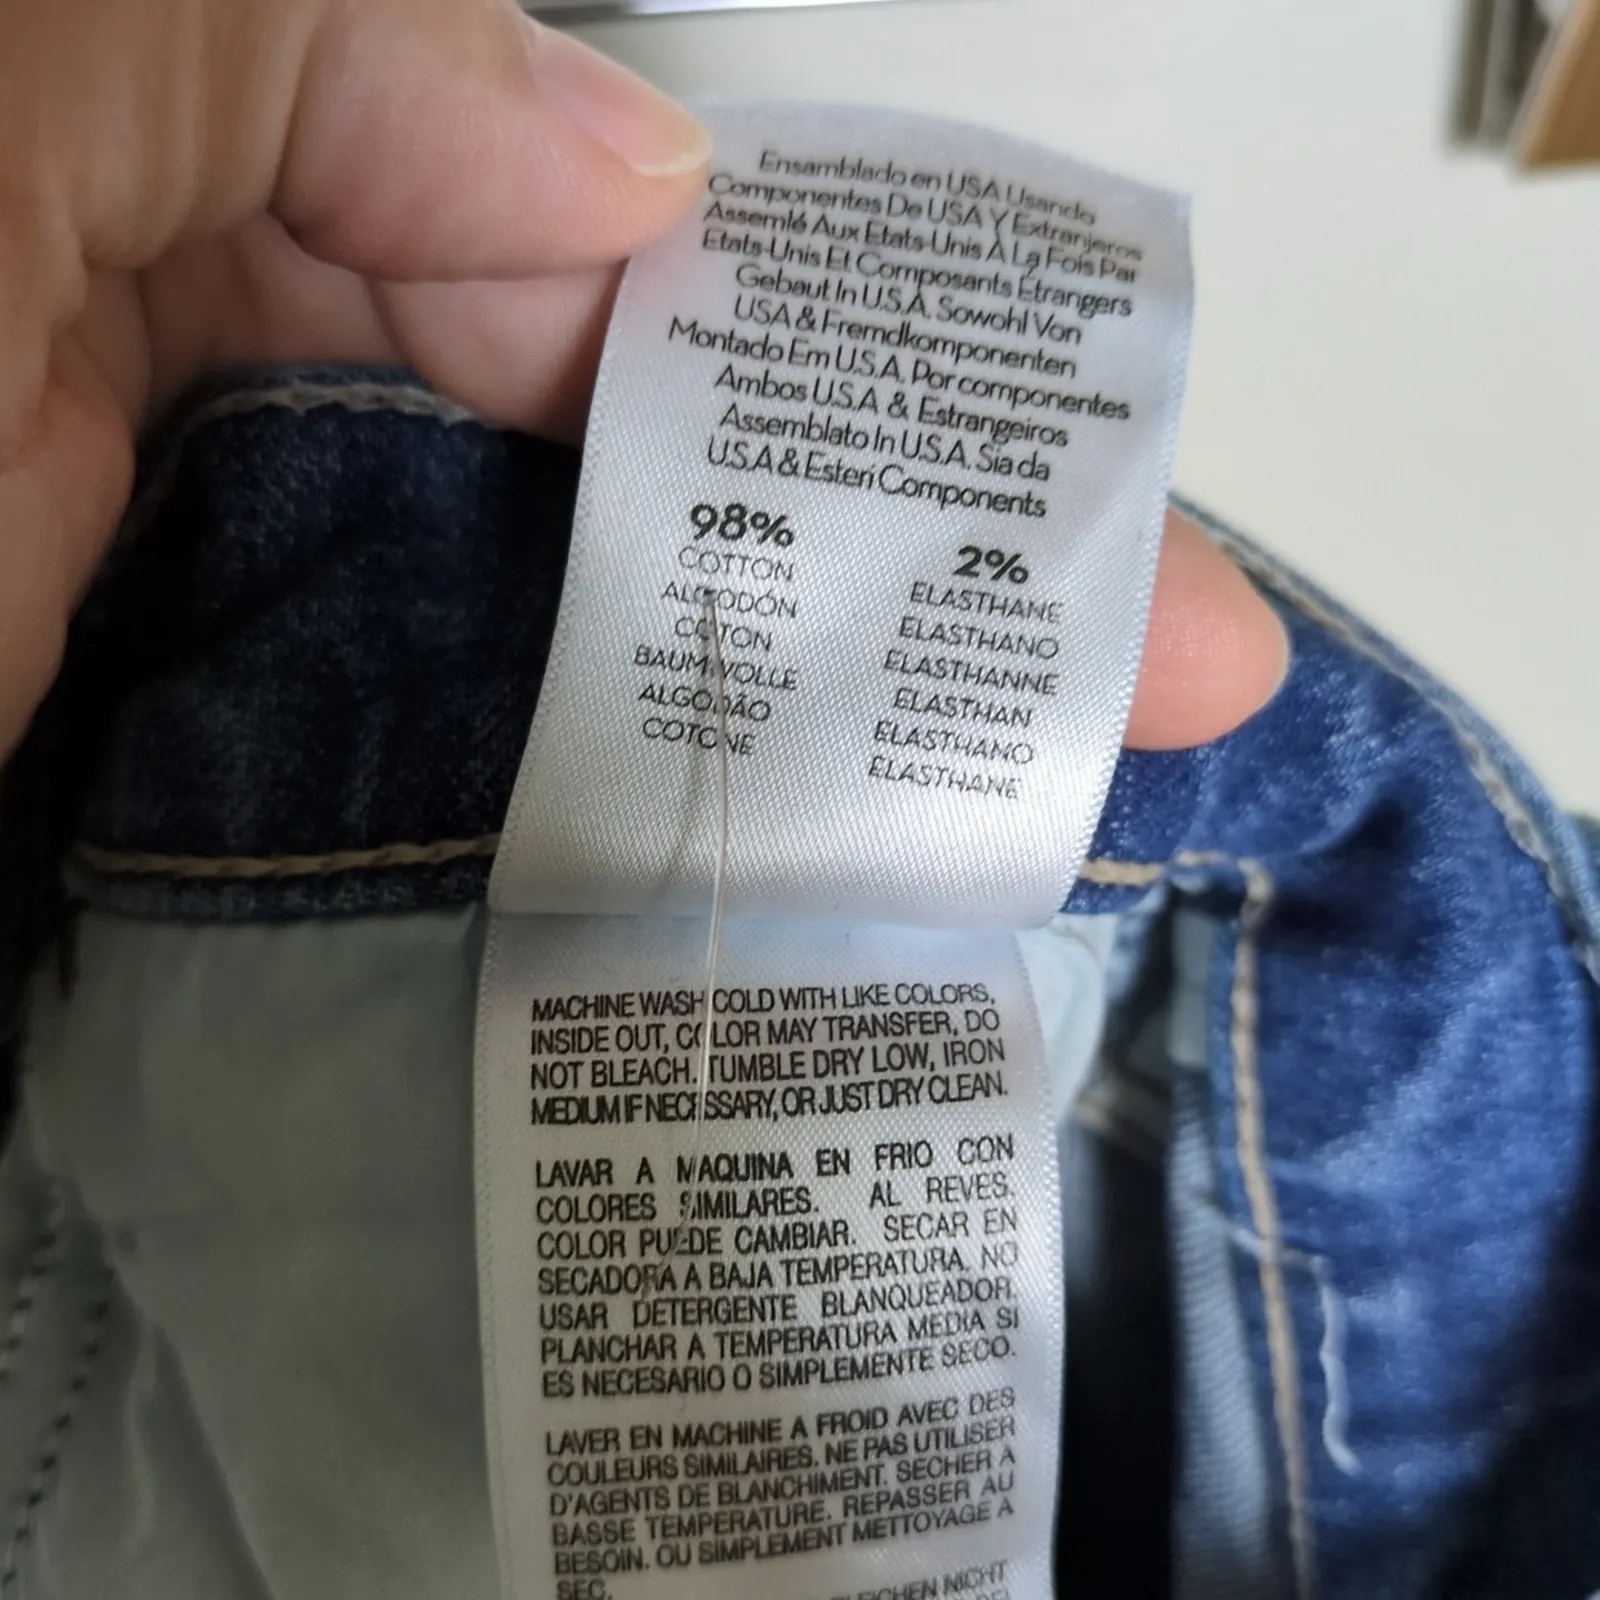 Ensamblado en USA Usando
Componentes De USA Y Extranjeros
Assemlé Aux Etats-Unis À La Fois Par
Etats-Unis Et Composants Étrangers
Gebaut In U.S.A. Sowohl Von
USA & Fremdkomponenten
Montado Em U.S.A. Por componentes
Ambos U.S.A & Estrangeiros
Assemblato In U.S.A. Sia da
U.S.A & Esteri Components
98%
COTTON
ALGODÓN
COTON
BAUMWOLLE
ALGODÃO
COTONE
2%
ELASTHANE
ELASTHANO
ELASTHANNE
ELASTHAN
ELASTHANO
ELASTHANE
MACHINE WASH COLD WITH LIKE COLORS,
INSIDE OUT, COLOR MAY TRANSFER, DO
NOT BLEACH. TUMBLE DRY LOW, IRON
MEDIUM IF NECESSARY, OR JUST DRY CLEAN.
LAVAR A MAQUINA EN FRIO CON
COLORES SIMILARES. AL REVES.
COLOR PUEDE CAMBIAR. SECAR EN
SECADORA A BAJA TEMPERATURA. NO
USAR DETERGENTE BLANQUEADOR.
PLANCHAR A TEMPERATURA MEDIA SI
ES NECESARIO O SIMPLEMENTE SECO.
LAVER EN MACHINE A FROID AVEC DES
COULEURS SIMILAIRES. NE PAS UTILISER
D'AGENTS DE BLANCHIMENT. SECHER A
BASSE TEMPERATURE. REPASSER AU
BESOIN. OU SIMPLEMENT METTOYAGE A
SEC.
GLEICHEN NICHT